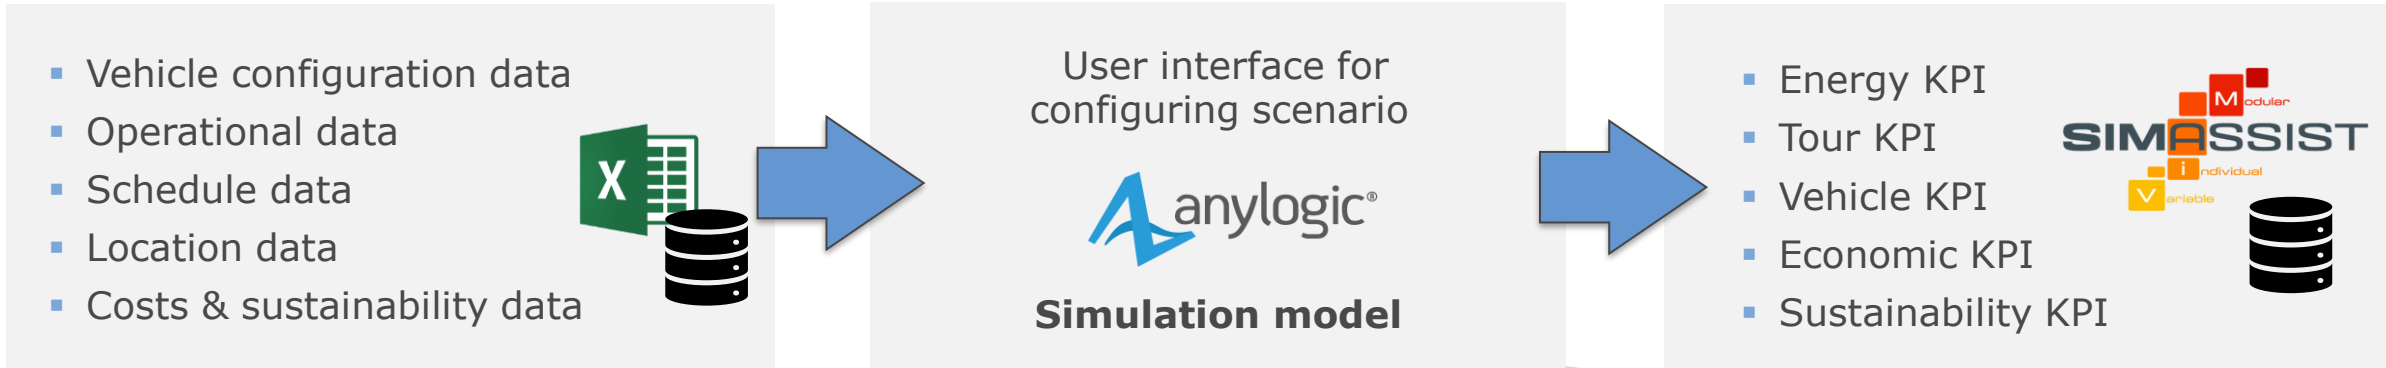 Vehicle configuration data
Operational data
Schedule data
Location data
Costs & sustainability data
X
User interface for
configuring scenario
anylogic®
Simulation model
Energy KPI
Tour KPI
Vehicle KPI
Economic KPI
Sustainability KPI
Modular
SIMASSIST
individual
Variable